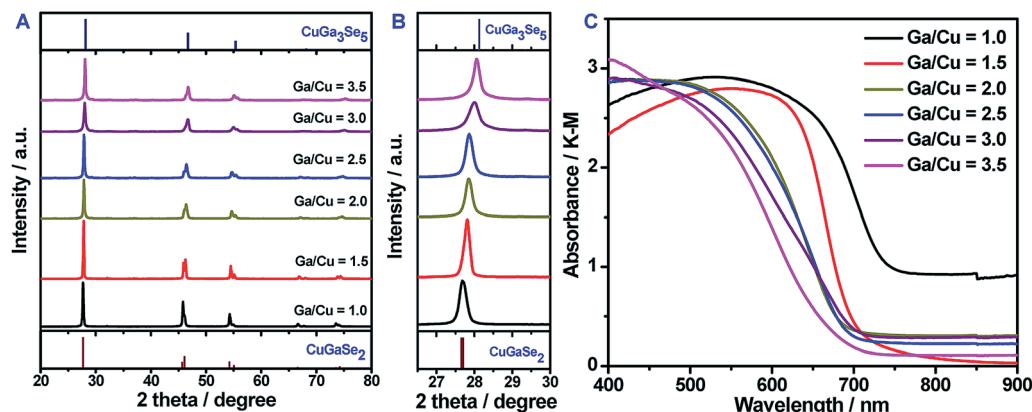 A
CuGa3Se5
Ga/Cu = 3.5
Ga/Cu = 3.0
Ga/Cu = 2.5
Ga/Cu = 2.0
Ga/Cu = 1.5
Ga/Cu = 1.0
CuGaSe2
Intensity / a.u.
20 30 40 50 60 70 80
2 theta / degree
B
CuGa3Se5
CuGaSe2
Intensity / a.u.
27 28 29 30
2 theta / degree
C
Ga/Cu = 1.0
Ga/Cu = 1.5
Ga/Cu = 2.0
Ga/Cu = 2.5
Ga/Cu = 3.0
Ga/Cu = 3.5
Absorbance / K-M
3
2
1
0
400 500 600 700 800 900
Wavelength / nm